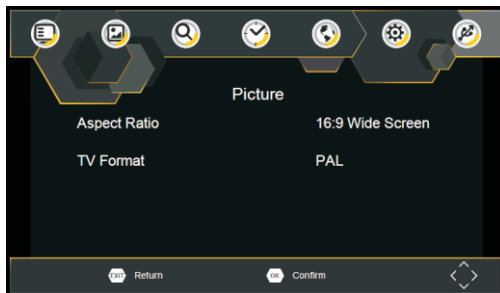 Picture
Aspect Ratio 16:9 Wide Screen
TV Format PAL
EXIT Return OK Confirm